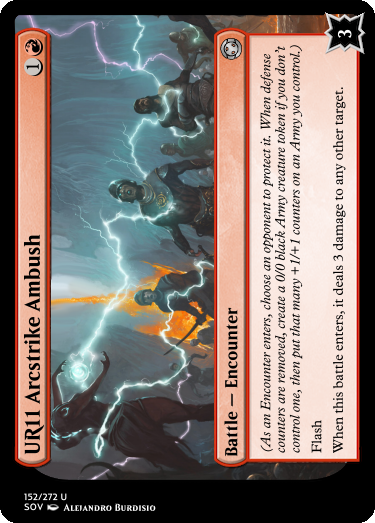 UR11 Arcstrike Ambush
1
Battle — Encounter
(As an Encounter enters, choose an opponent to protect it. When defense
counters are removed, create a 0/0 black Army creature token if you don't
control one, then put that many +1/+1 counters on an Army you control.)
Flash
When this battle enters, it deals 3 damage to any other target.
3
152/272 U
SOV Alejandro Burdisio